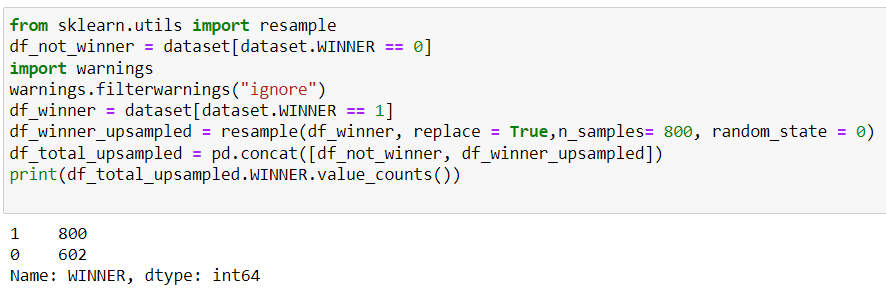 from sklearn.utils import resample
df_not_winner = dataset[dataset.WINNER == 0]
import warnings
warnings.filterwarnings("ignore")
df_winner = dataset[dataset.WINNER == 1]
df_winner_upsampled = resample(df_winner, replace = True,n_samples= 800, random_state = 0)
df_total_upsampled = pd.concat([df_not_winner, df_winner_upsampled])
print(df_total_upsampled.WINNER.value_counts())
1    800
0    602
Name: WINNER, dtype: int64